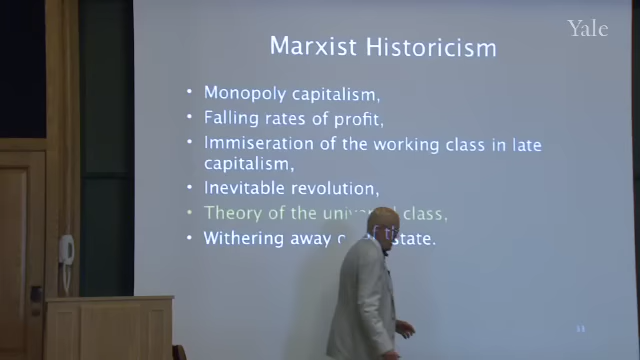 Marxist Historicism
Yale
• Monopoly capitalism,
• Falling rates of profit,
• Immiseration of the working class in late
capitalism,
• Inevitable revolution,
• Theory of the class,
• Withering away state.